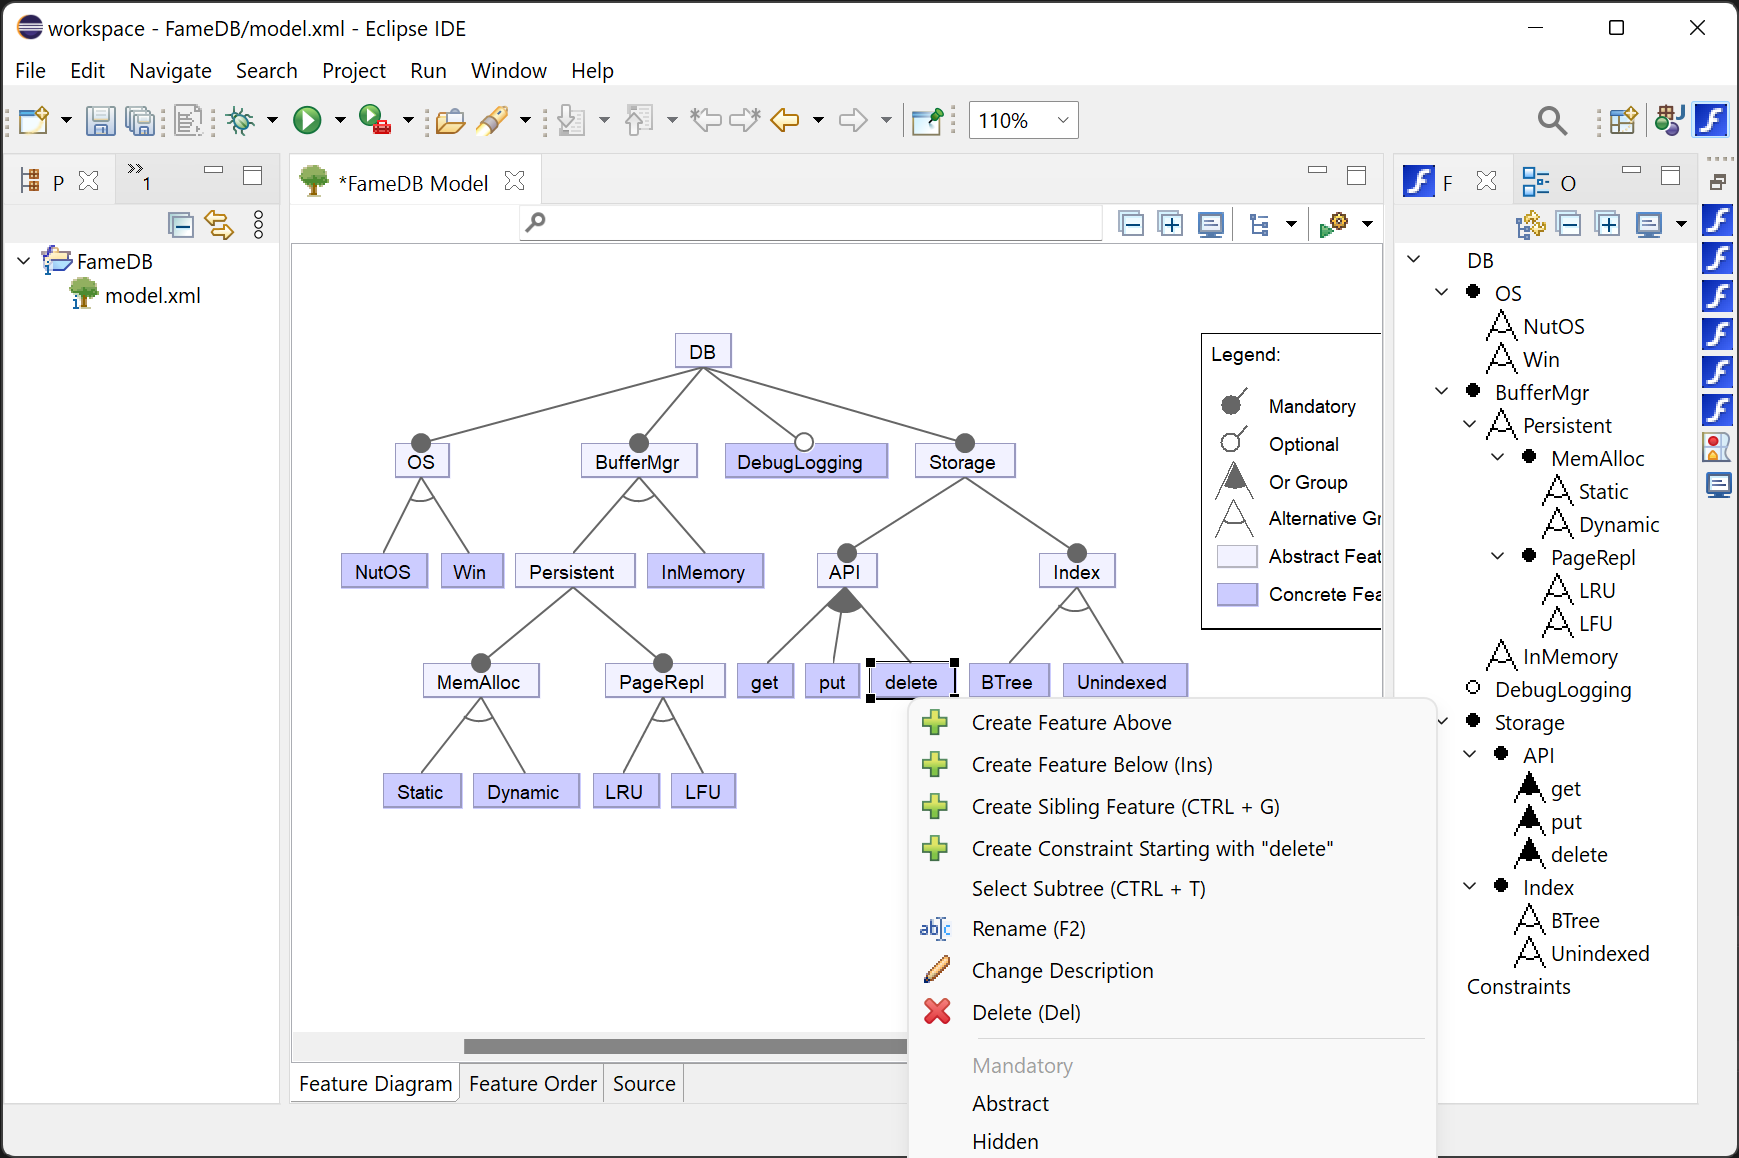 workspace - FameDB/model.xml - Eclipse IDE
File Edit Navigate Search Project Run Window Help
110%
P
1
*FameDB Model
F
O
FameDB
model.xml
DB
OS
BufferMgr
DebugLogging
Storage
NutOS
Win
Persistent
InMemory
API
Index
MemAlloc
PageRepl
get
put
delete
BTree
Unindexed
Static
Dynamic
LRU
LFU
Legend:
Mandatory
Optional
Or Group
Alternative Gr
Abstract Feat
Concrete Fea
Create Feature Above
Create Feature Below (Ins)
Create Sibling Feature (CTRL + G)
Create Constraint Starting with "delete"
Select Subtree (CTRL + T)
Rename (F2)
Change Description
Delete (Del)
Mandatory
Abstract
Hidden
Feature Diagram
Feature Order
Source
DB
OS
NutOS
Win
BufferMgr
Persistent
MemAlloc
Static
Dynamic
PageRepl
LRU
LFU
InMemory
DebugLogging
Storage
API
get
put
delete
Index
BTree
Unindexed
Constraints